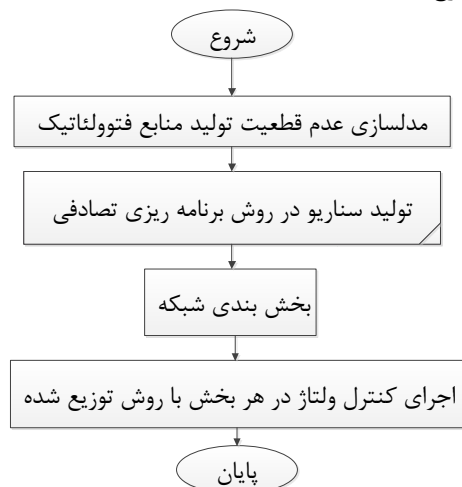 شروع
مدلسازی عدم قطعیت تولید منابع فتوولئاتیک
تولید سناریو در روش برنامه ریزی تصادفی
بخش بندی شبکه
اجرای کنترل ولتاژ در هر بخش با روش توزیع شده
پایان